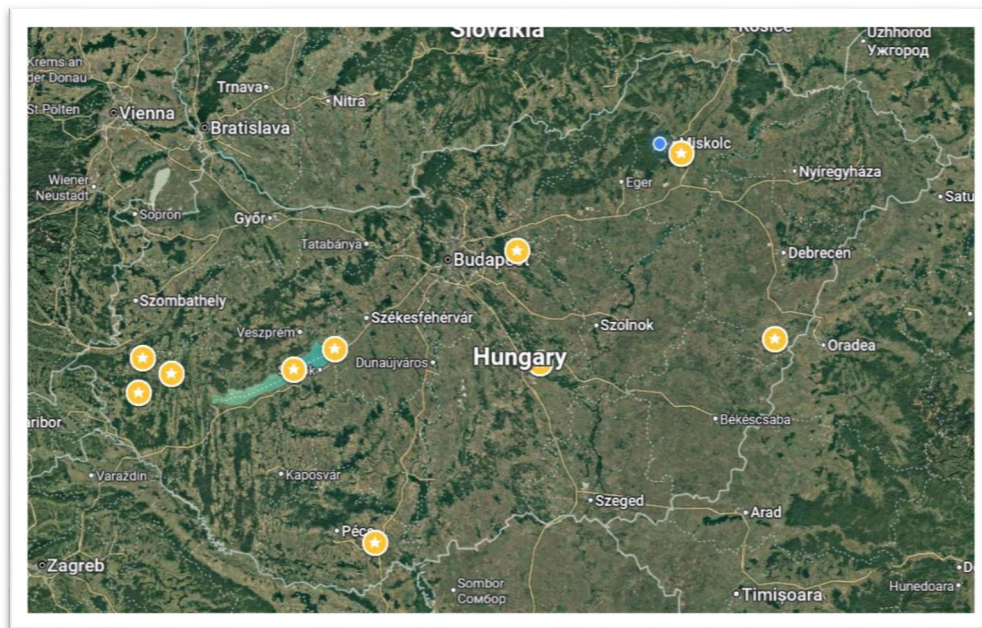 Slovakia
Košice
Uzhhorod
Ужгород
Krems an
der Donau
Trnava
Nitra
St Pölten
Vienna
Bratislava
Miskolc
Eger
Nyíregyháza
Wiener
Neustadt
Sopron
Győr
Tatabánya
Satu
Budapest
Debrecen
Szombathely
Veszprém
Székesfehérvár
Szolnok
Oradea
Dunaújváros
Hungary
Békéscsaba
aribor
Varaždin
Kaposvár
Szeged
Arad
Pécs
Zagreb
Sombor
Сомбор
Timișoara
Hunedoara